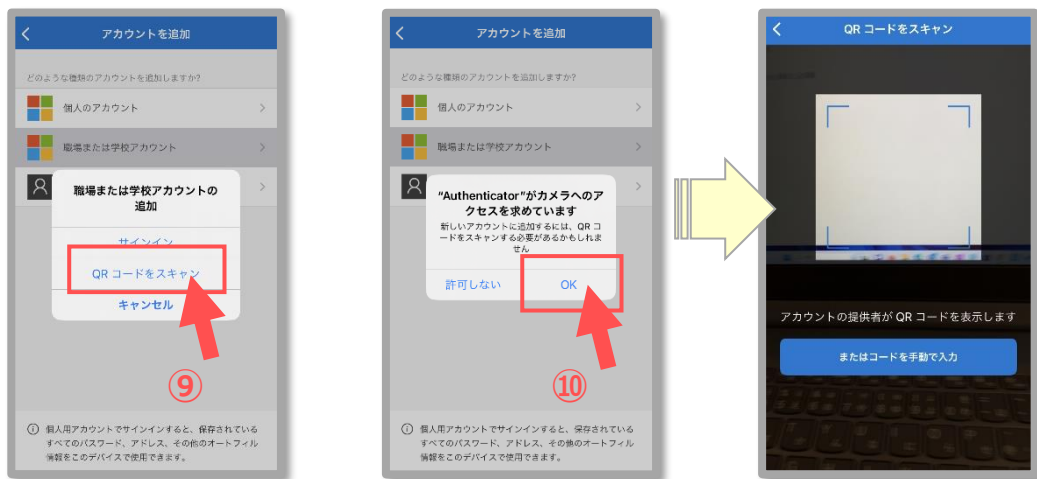 アカウントを追加
どのような種類のアカウントを追加しますか?
個人のアカウント
職場または学校アカウント
職場または学校アカウントの
追加
サインイン
QR コードをスキャン
キャンセル
⑨
個人用アカウントでサインインすると、保存されている
すべてのパスワード、アドレス、その他のオートフィル
情報をこのデバイスで使用できます。
アカウントを追加
どのような種類のアカウントを追加しますか?
個人のアカウント
職場または学校アカウント
"Authenticator"がカメラへのア
クセスを求めています
新しいアカウントに追加するには、QR コ
ードをスキャンする必要があるかもしれま
せん
許可しない
OK
⑩
個人用アカウントでサインインすると、保存されている
すべてのパスワード、アドレス、その他のオートフィル
情報をこのデバイスで使用できます。
QR コードをスキャン
アカウントの提供者が QR コードを表示します
またはコードを手動で入力